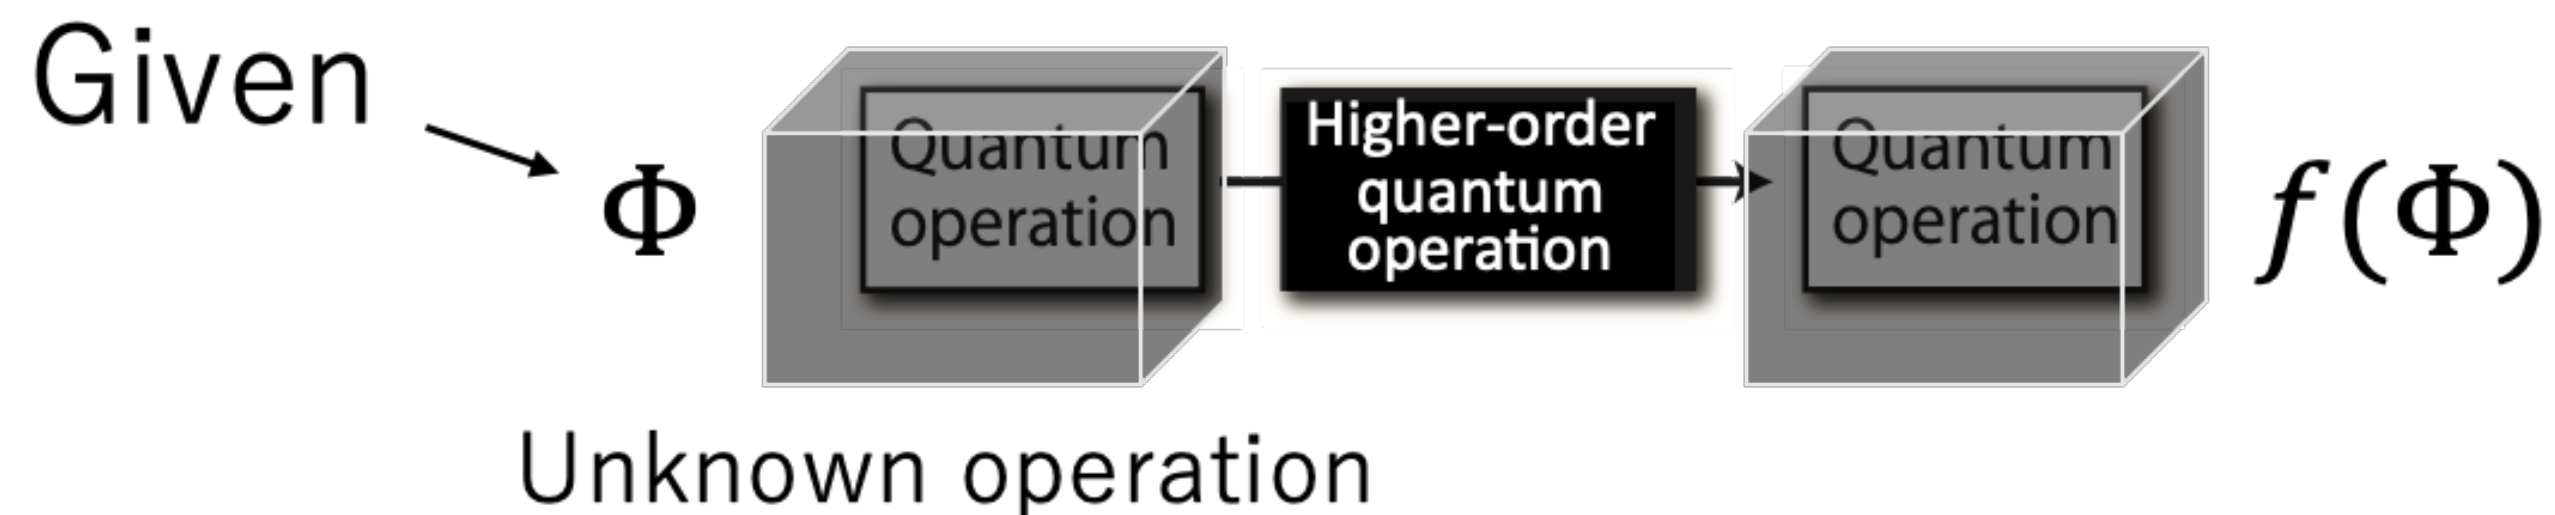 Given
Φ
Quantum
operation
Higher-order
quantum
operation
Quantum
operation
f(Φ)
Unknown operation